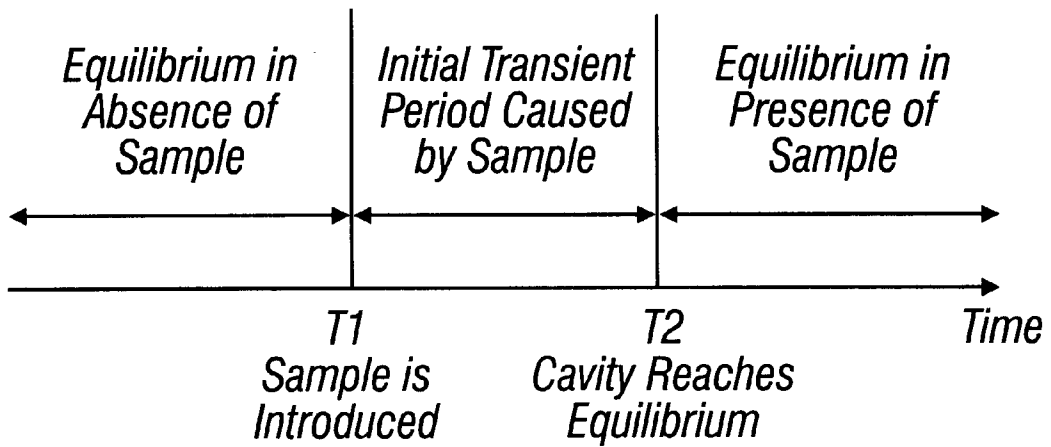 Equilibrium in
Absence of
Sample
Initial Transient
Period Caused
by Sample
Equilibrium in
Presence of
Sample
T1
Sample is
Introduced
T2
Cavity Reaches
Equilibrium
Time